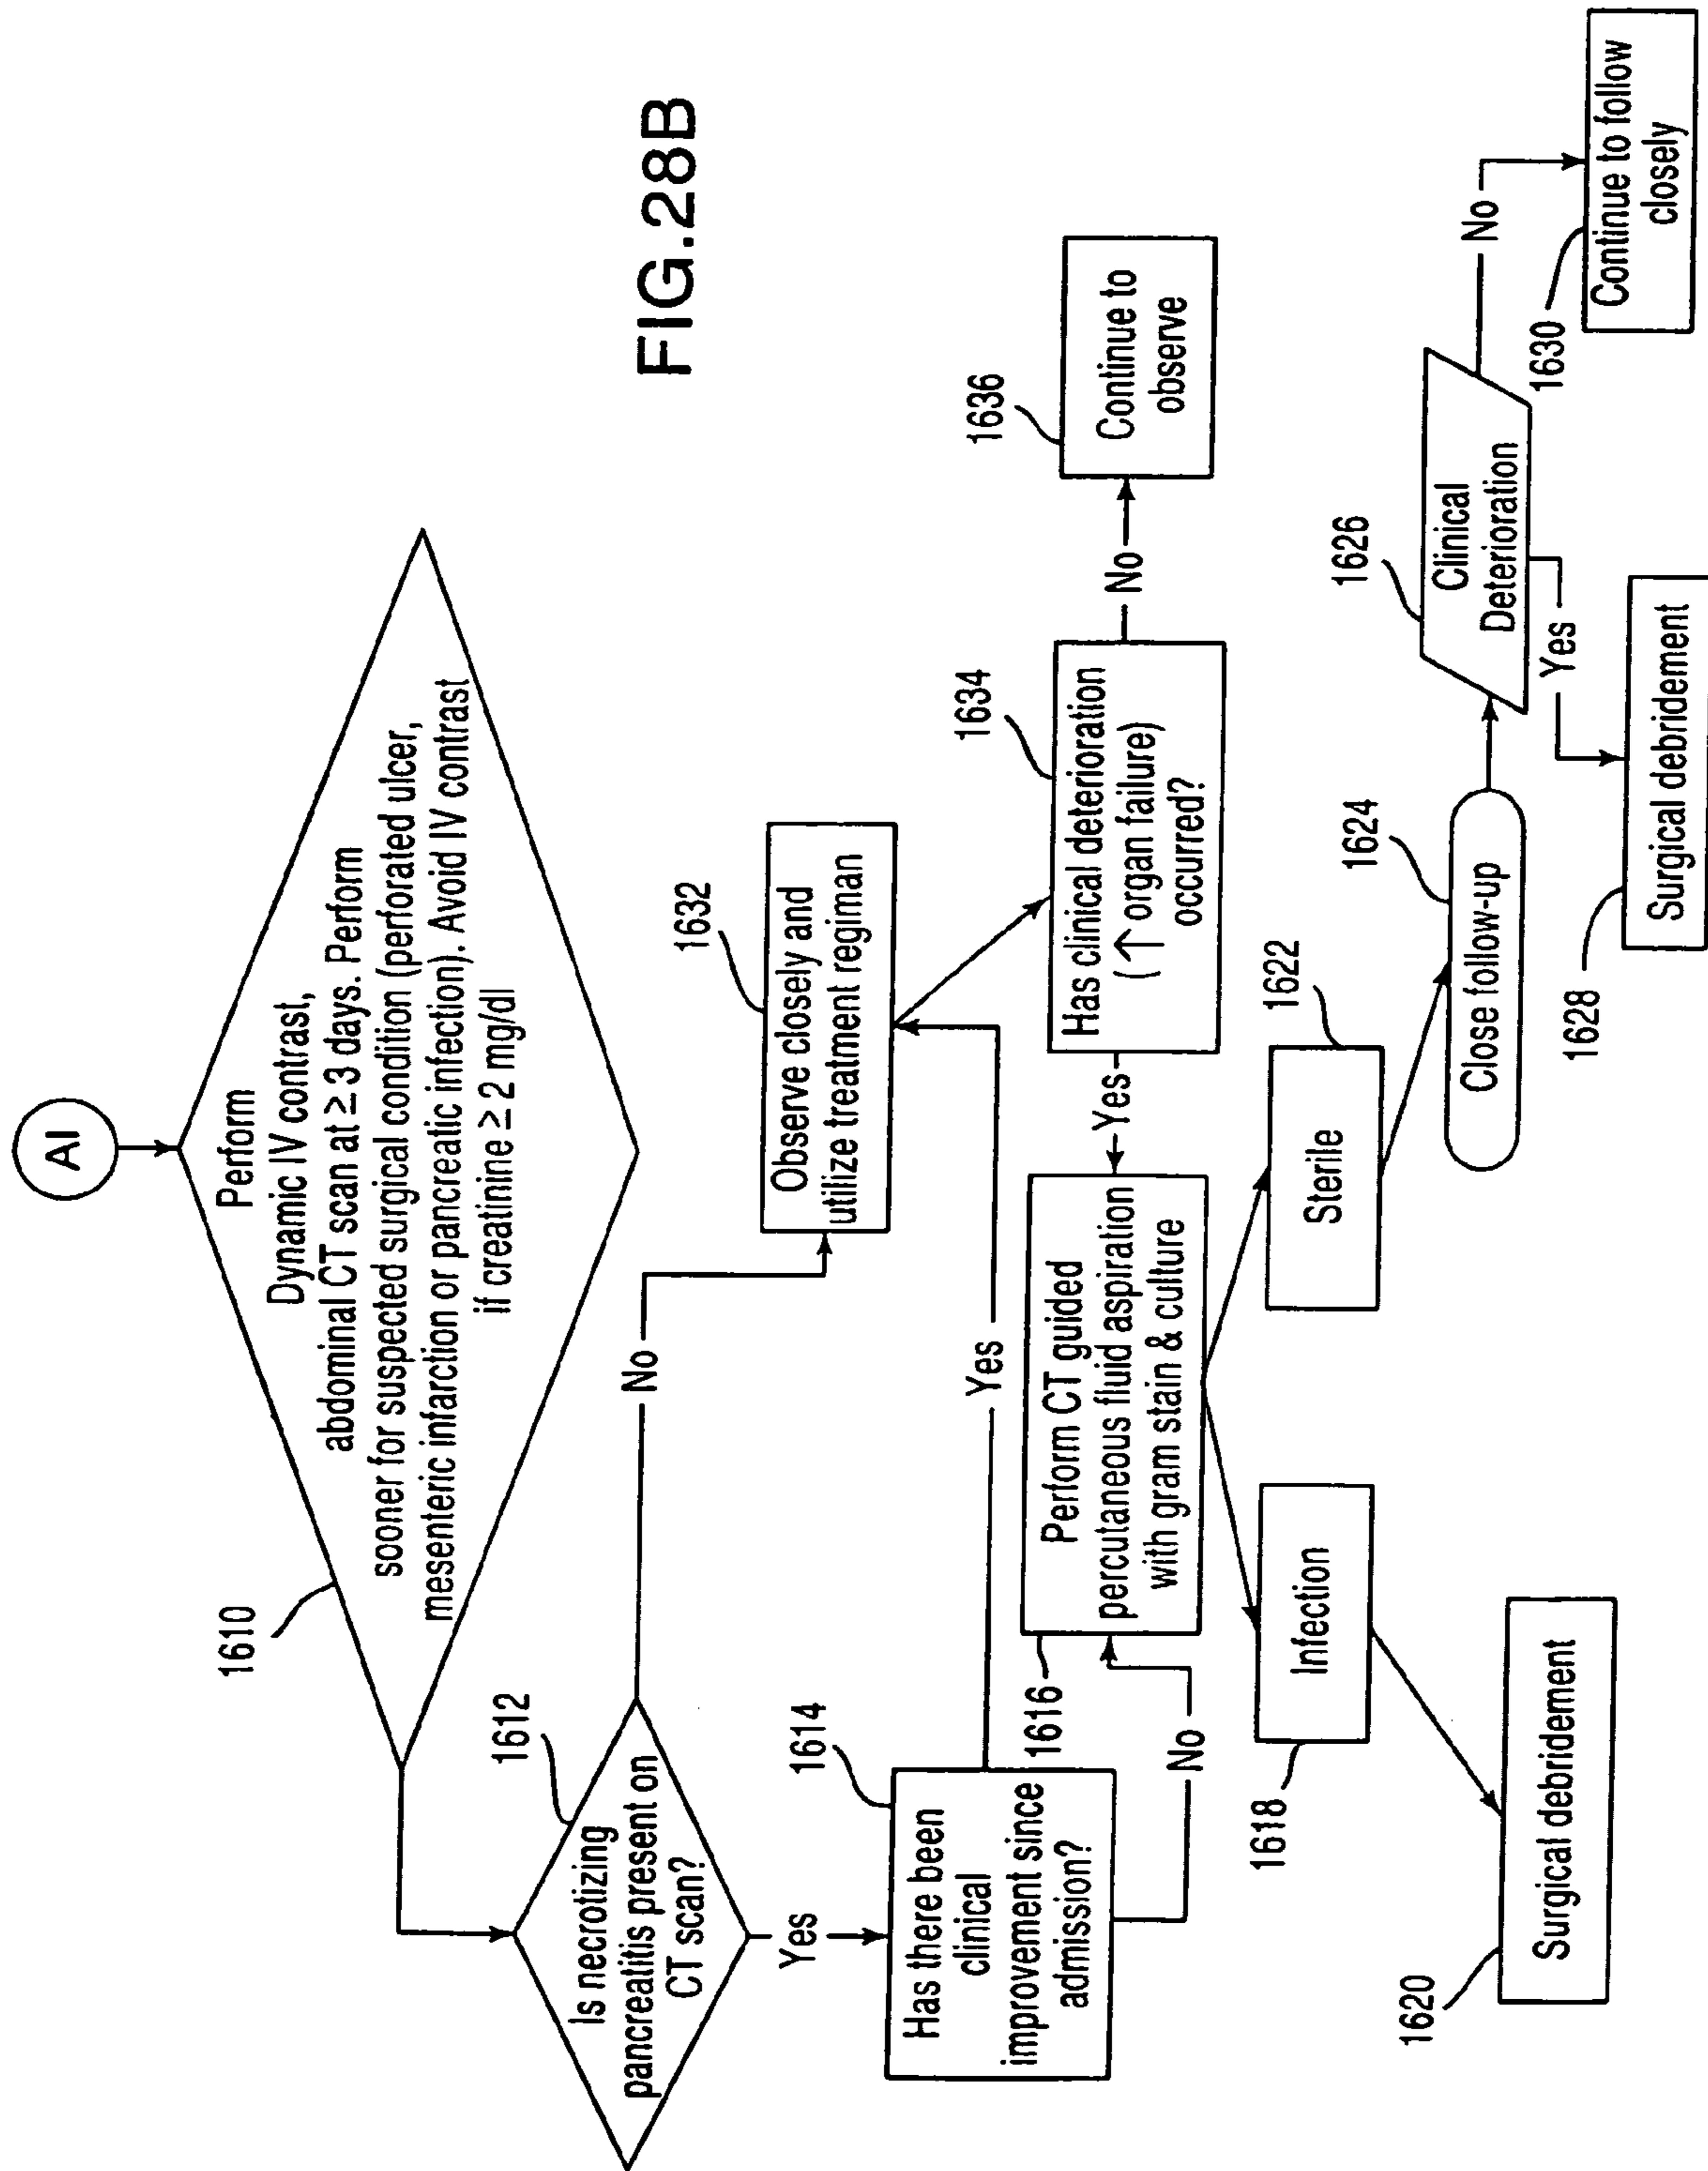 AI
1610
Perform
Dynamic IV contrast,
abdominal CT scan at ≥ 3 days. Perform
sooner for suspected surgical condition (perforated ulcer,
mesenteric infarction or pancreatic infection). Avoid IV contrast
if creatinine ≥ 2 mg/dl
FIG.28B
1612
Is necrotizing
pancreatitis present on
CT scan?
No
Yes
1632
Observe closely and
utilize treatment regiman
1614
Has there been
clinical
improvement since
admission?
Yes
No
1616
Perform CT guided
percutaneous fluid aspiration
with gram stain & culture
Yes
1634
Has clinical deterioration
(↑ organ failure)
occurred?
No
1636
Continue to
observe
1618
Infection
1622
Sterile
1620
Surgical debridement
1624
Close follow-up
1626
Clinical
Deterioration
Yes
No
1628
Surgical debridement
1630
Continue to follow
closely